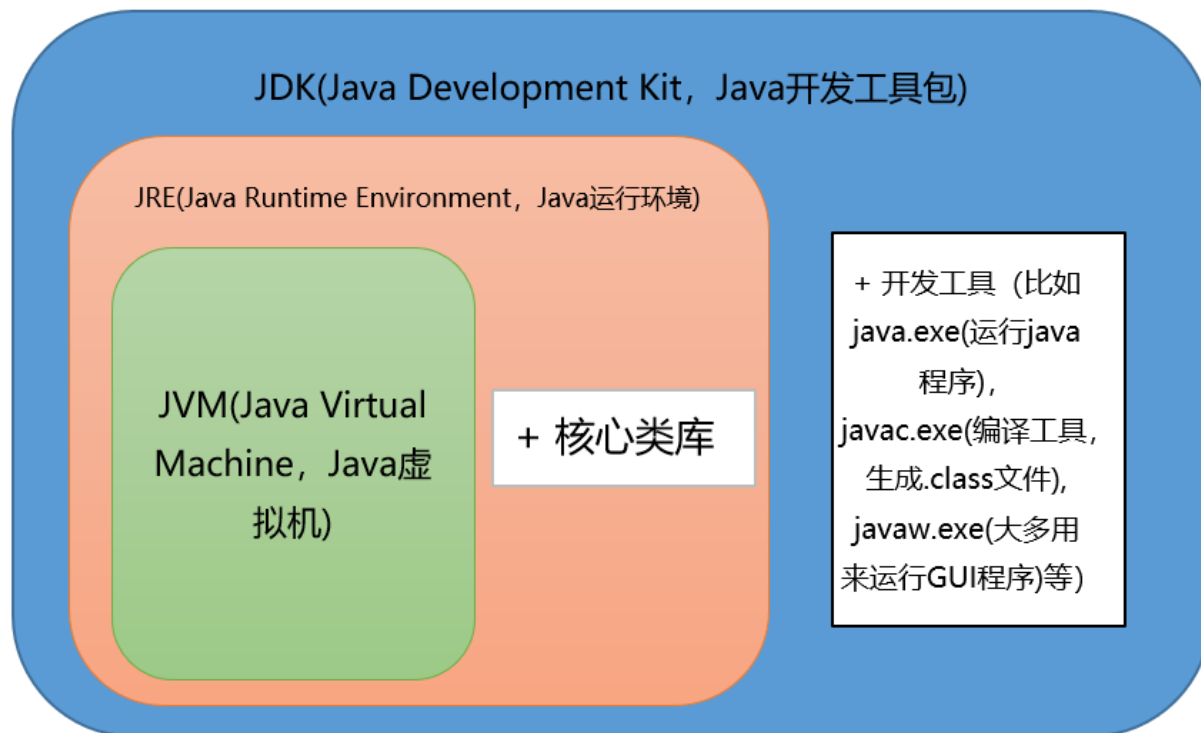 JDK(Java Development Kit，Java开发工具包)
JRE(Java Runtime Environment，Java运行环境)
JVM(Java Virtual
Machine，Java虚
拟机)
+ 核心类库
+ 开发工具（比如
java.exe(运行java
程序)，
javac.exe(编译工具，
生成.class文件),
javaw.exe(大多用
来运行GUI程序)等）